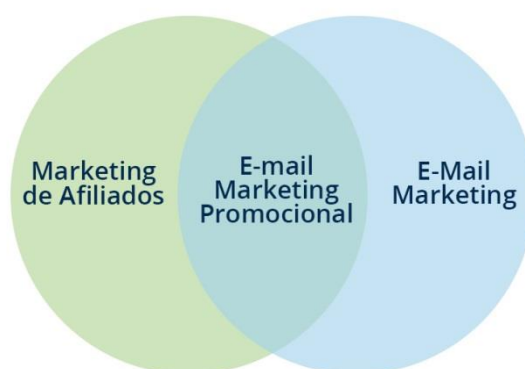 Marketing
de Afiliados
E-mail
Marketing
Promocional
E-Mail
Marketing